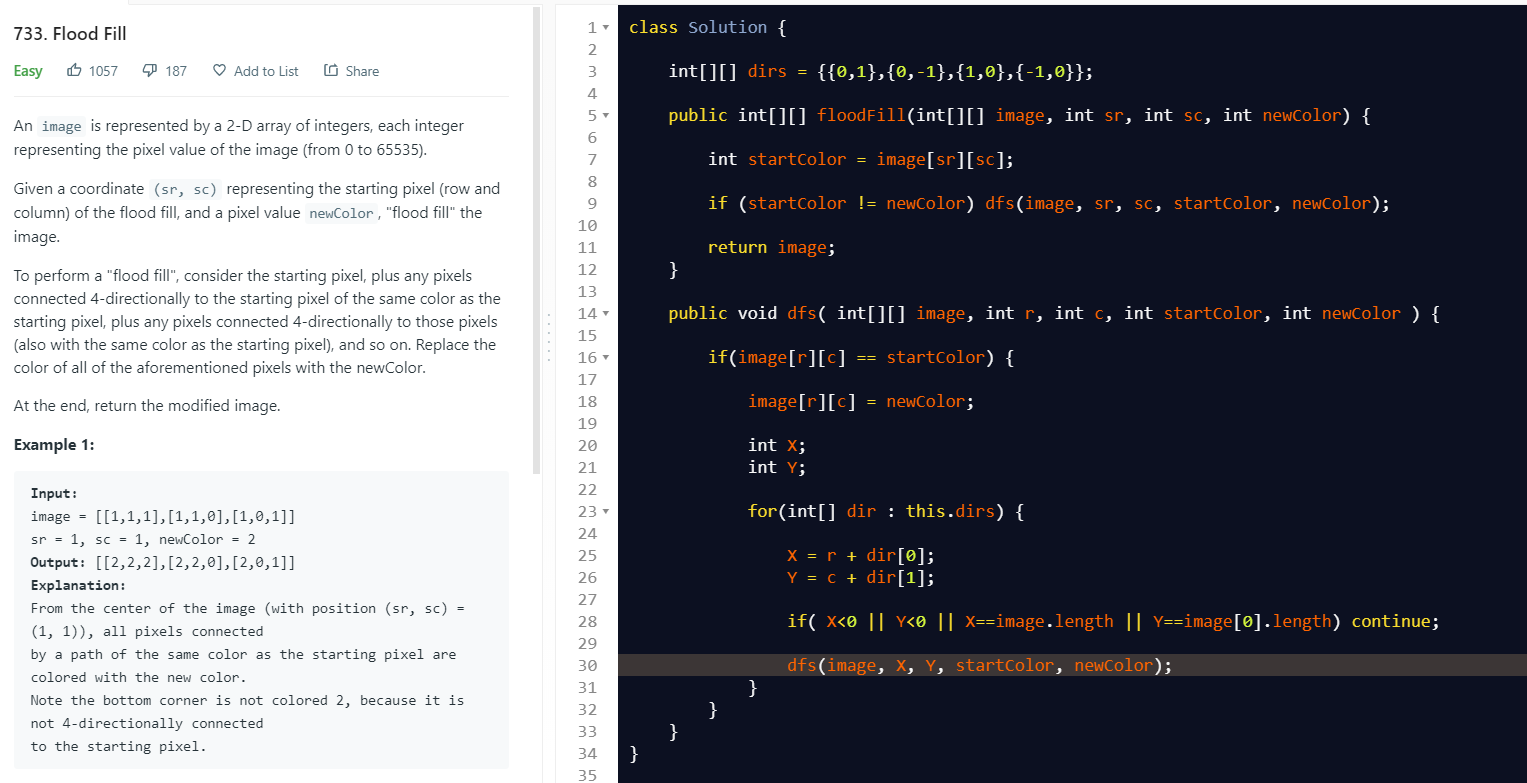 733. Flood Fill
Easy 1057 187 Add to List Share
An image is represented by a 2-D array of integers, each integer
representing the pixel value of the image (from 0 to 65535).
Given a coordinate (sr, sc) representing the starting pixel (row and
column) of the flood fill, and a pixel value newColor, "flood fill" the
image.
To perform a "flood fill", consider the starting pixel, plus any pixels
connected 4-directionally to the starting pixel of the same color as the
starting pixel, plus any pixels connected 4-directionally to those pixels
(also with the same color as the starting pixel), and so on. Replace the
color of all of the aforementioned pixels with the newColor.
At the end, return the modified image.
Example 1:
Input:
image = [[1,1,1],[1,1,0],[1,0,1]]
sr = 1, sc = 1, newColor = 2
Output: [[2,2,2],[2,2,0],[2,0,1]]
Explanation:
From the center of the image (with position (sr, sc) =
(1, 1)), all pixels connected
by a path of the same color as the starting pixel are
colored with the new color.
Note the bottom corner is not colored 2, because it is
not 4-directionally connected
to the starting pixel.
1 class Solution {
2
3     int[][] dirs = {{0,1},{0,-1},{1,0},{-1,0}};
4
5     public int[][] floodFill(int[][] image, int sr, int sc, int newColor) {
6
7         int startColor = image[sr][sc];
8
9         if (startColor != newColor) dfs(image, sr, sc, startColor, newColor);
10
11         return image;
12     }
13
14     public void dfs( int[][] image, int r, int c, int startColor, int newColor ) {
15
16         if(image[r][c] == startColor) {
17
18             image[r][c] = newColor;
19
20             int X;
21             int Y;
22
23             for(int[] dir : this.dirs) {
24
25                 X = r + dir[0];
26                 Y = c + dir[1];
27
28                 if( X<0 || Y<0 || X==image.length || Y==image[0].length) continue;
29
30                 dfs(image, X, Y, startColor, newColor);
31             }
32         }
33     }
34 }
35